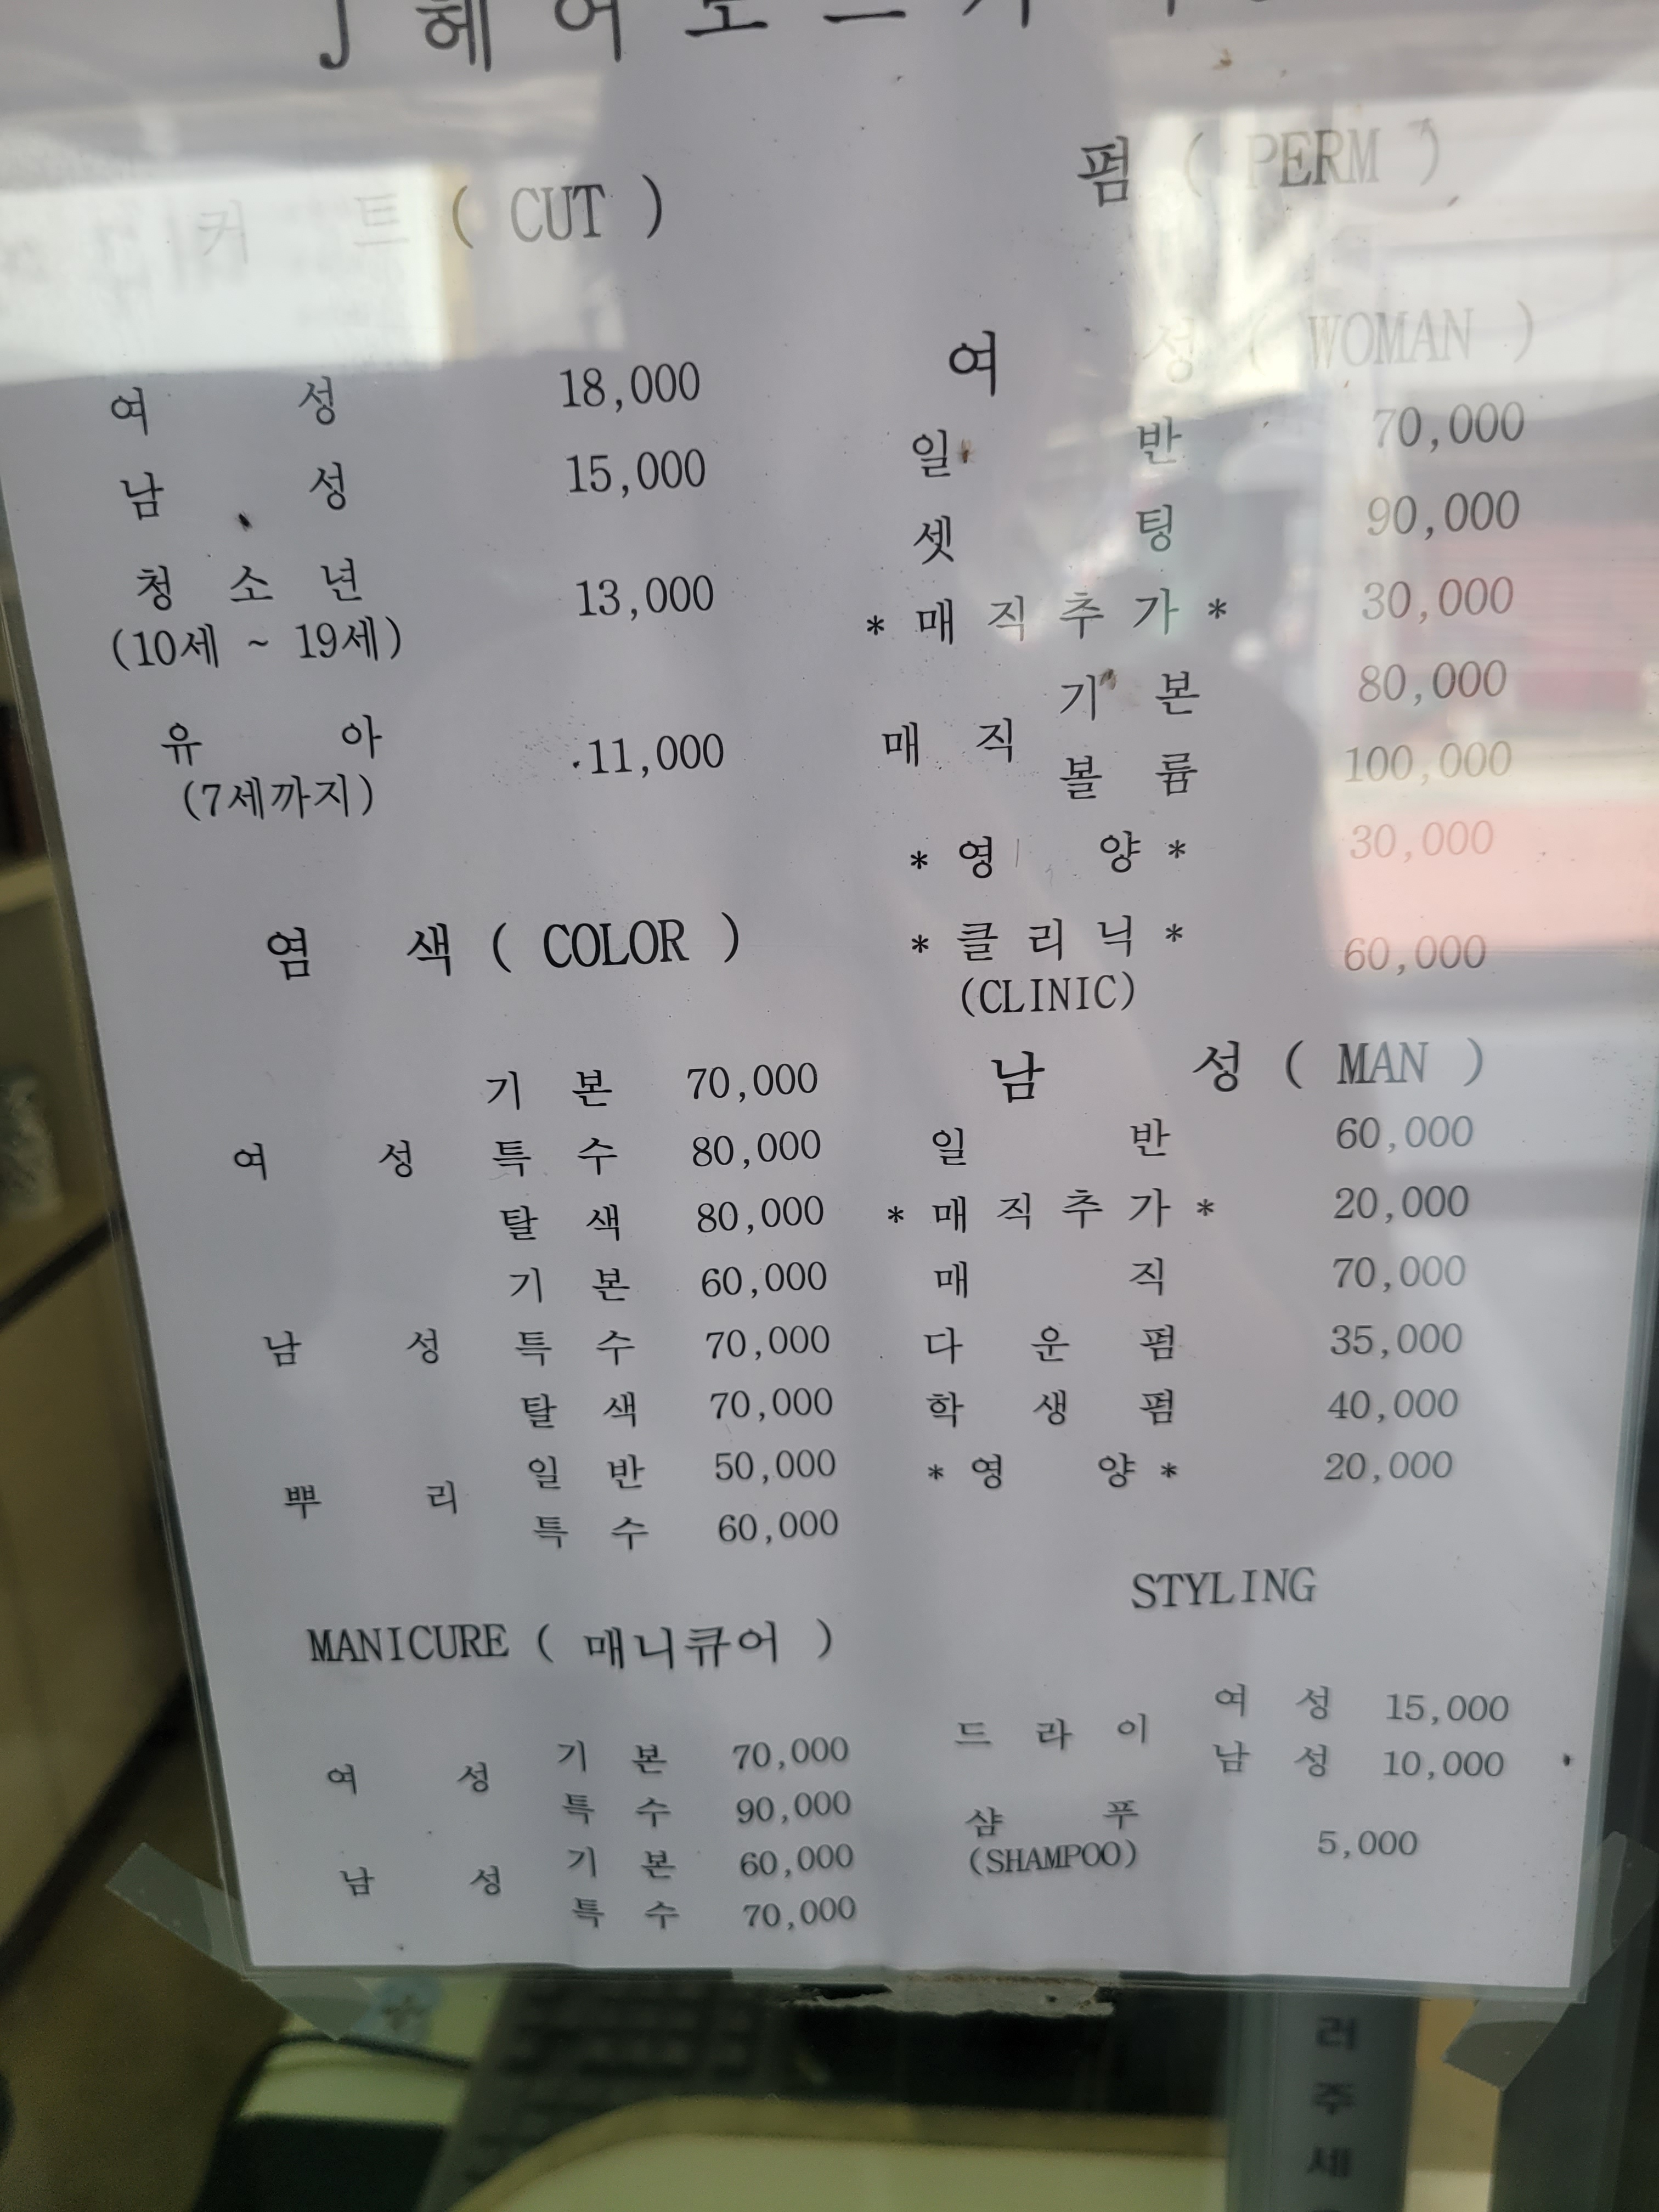 J 헤어
커 트 ( CUT )
여 성 18,000
남 성 15,000
청 소 년 13,000
(10세 ~ 19세)
유 아 11,000
(7세까지)
염 색 ( COLOR )
기 본 70,000
여 성 특 수 80,000
탈 색 80,000
기 본 60,000
남 성 특 수 70,000
탈 색 70,000
뿌 리 일 반 50,000
특 수 60,000
MANICURE ( 매니큐어 )
여 성 기 본 70,000
특 수 90,000
남 성 기 본 60,000
특 수 70,000
펌 ( PERM )
여 성 ( WOMAN )
일 반 70,000
셋 팅 90,000
* 매 직 추 가 * 30,000
매 직 기 본 80,000
볼 륨 100,000
* 영 양 * 30,000
* 클 리 닉 * 60,000
(CLINIC)
남 성 ( MAN )
일 반 60,000
* 매 직 추 가 * 20,000
매 직 70,000
다 운 펌 35,000
학 생 펌 40,000
* 영 양 * 20,000
STYLING
드 라 이 여 성 15,000
남 성 10,000
샴 푸 5,000
(SHAMPOO)
러
주
세